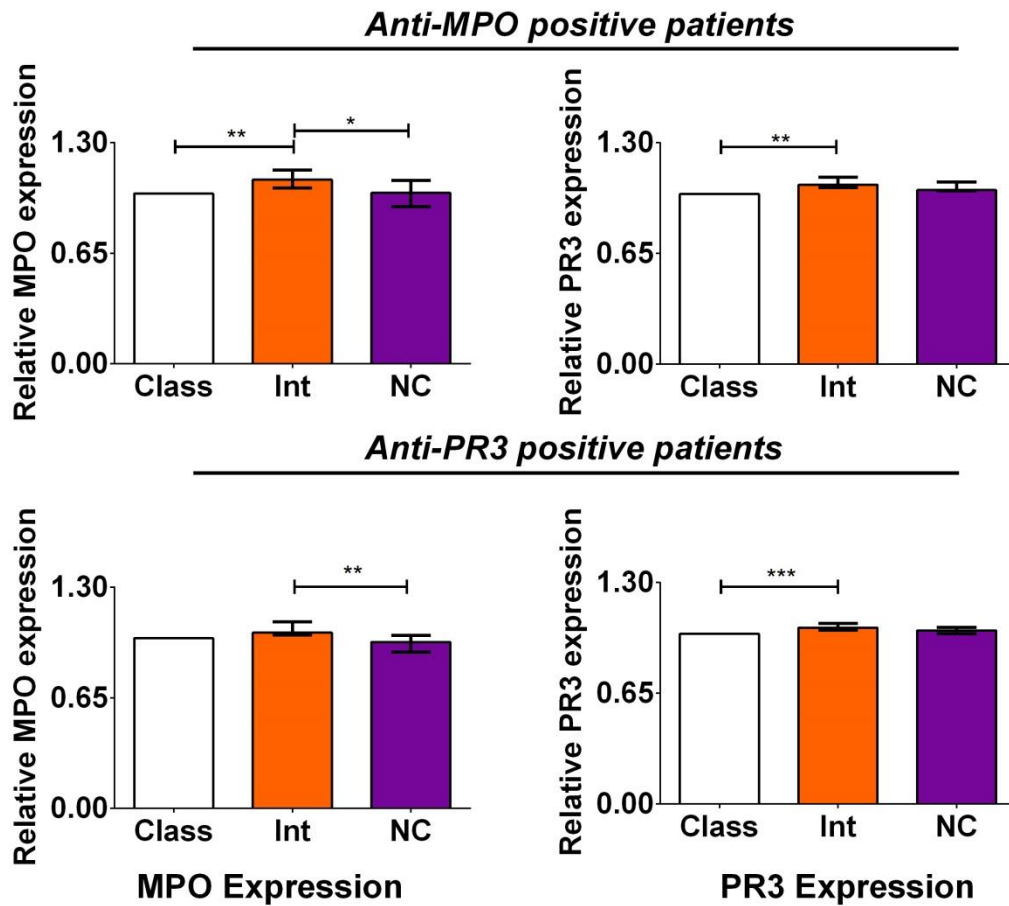 Anti-MPO positive patients
Relative MPO expression
1.30
0.65
0.00
**
*
Class Int NC
Relative PR3 expression
1.30
0.65
0.00
**
Class Int NC
Anti-PR3 positive patients
Relative MPO expression
1.30
0.65
0.00
**
Class Int NC
MPO Expression
Relative PR3 expression
1.30
0.65
0.00
***
Class Int NC
PR3 Expression